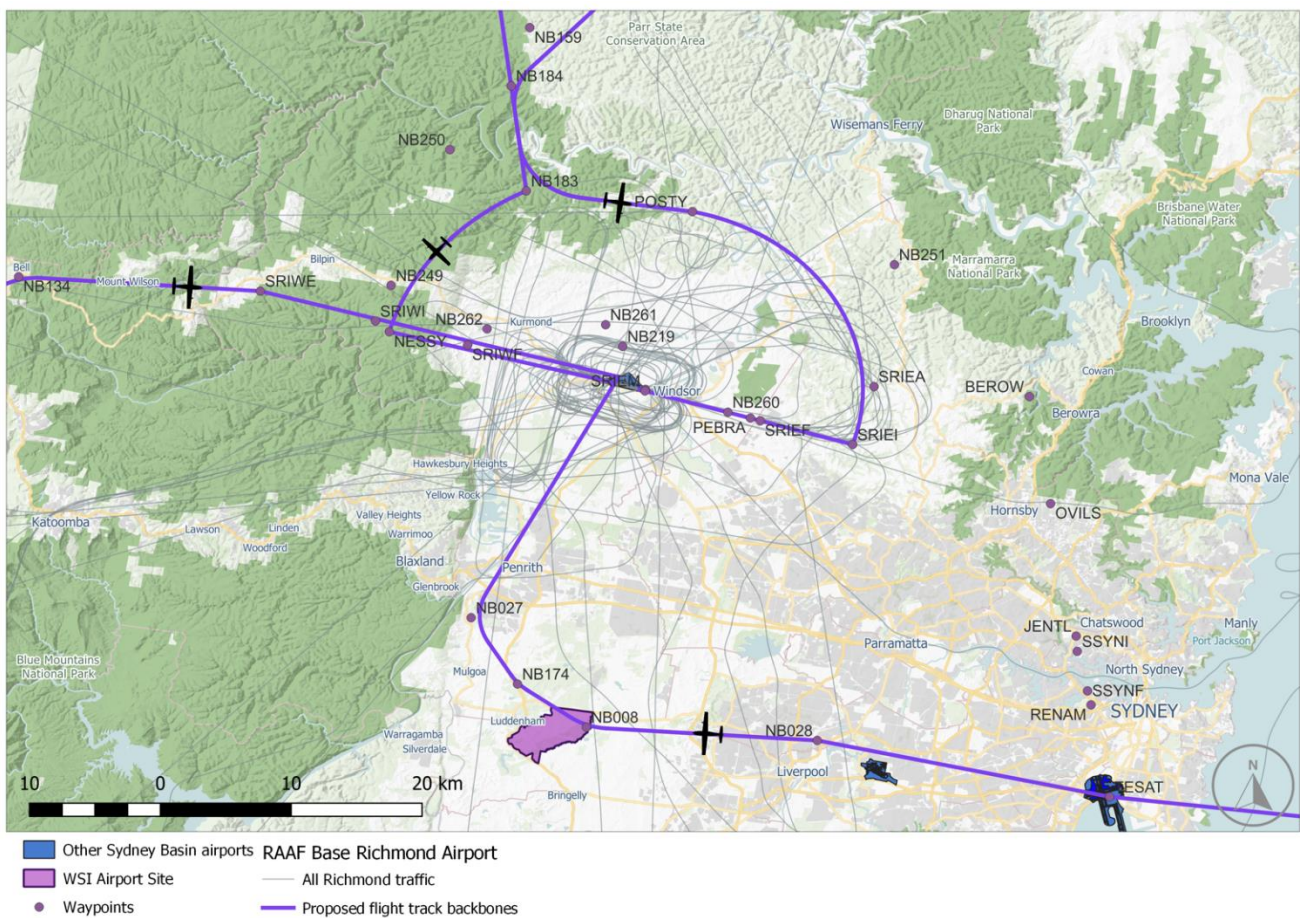 NB159
Parr State
Conservation Area
NB184
Wisemans Ferry
Dharug National
Park
NB250
NB183
POSTY
Brisbane Water
National Park
NB251
Marramarra
National Park
Bell
NB134
Mount Wilson
Bilpin
SRIWE
NB249
SRIWI
NESSY
NB262
Kurmond
SRIWF
NB261
NB219
Brooklyn
Cowan
SRIEM
Windsor
SRIEA
BEROW
Berowra
NB260
PEBRA
SRIEF
SRIEI
Hawkesbury Heights
Mona Vale
Yellow Rock
Katoomba
Lawson
Linden
Woodford
Valley Heights
Warrimoo
Hornsby
OVILS
Blaxland
Penrith
Glenbrook
NB027
JENTL
Chatswood
Manly
SSYNI
Port Jackson
Parramatta
Blue Mountains
National Park
Mulgoa
North Sydney
NB174
SSYNF
RENAM
SYDNEY
Luddenham
NB008
Warragamba
Silverdale
NB028
Liverpool
N
TESAT
Bringelly
10 0 10 20 km
Other Sydney Basin airports
WSI Airport Site
Waypoints
RAAF Base Richmond Airport
All Richmond traffic
Proposed flight track backbones